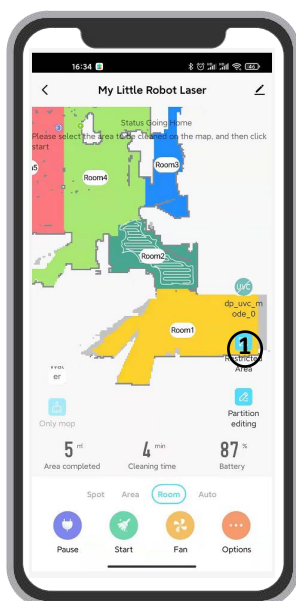 16:34
My Little Robot Laser
Status Going Home
Please select the area to be cleaned on the map, and then click
start
Room3
Room4
Room2
uvc
dp_uvc_m
ode_0
Room1
1
Restricted
Area
er
Only map
Partition
editing
5 ㎡
4 min
87 %
Area completed
Cleaning time
Battery
Spot
Area
Room
Auto
Pause
Start
Fan
Options